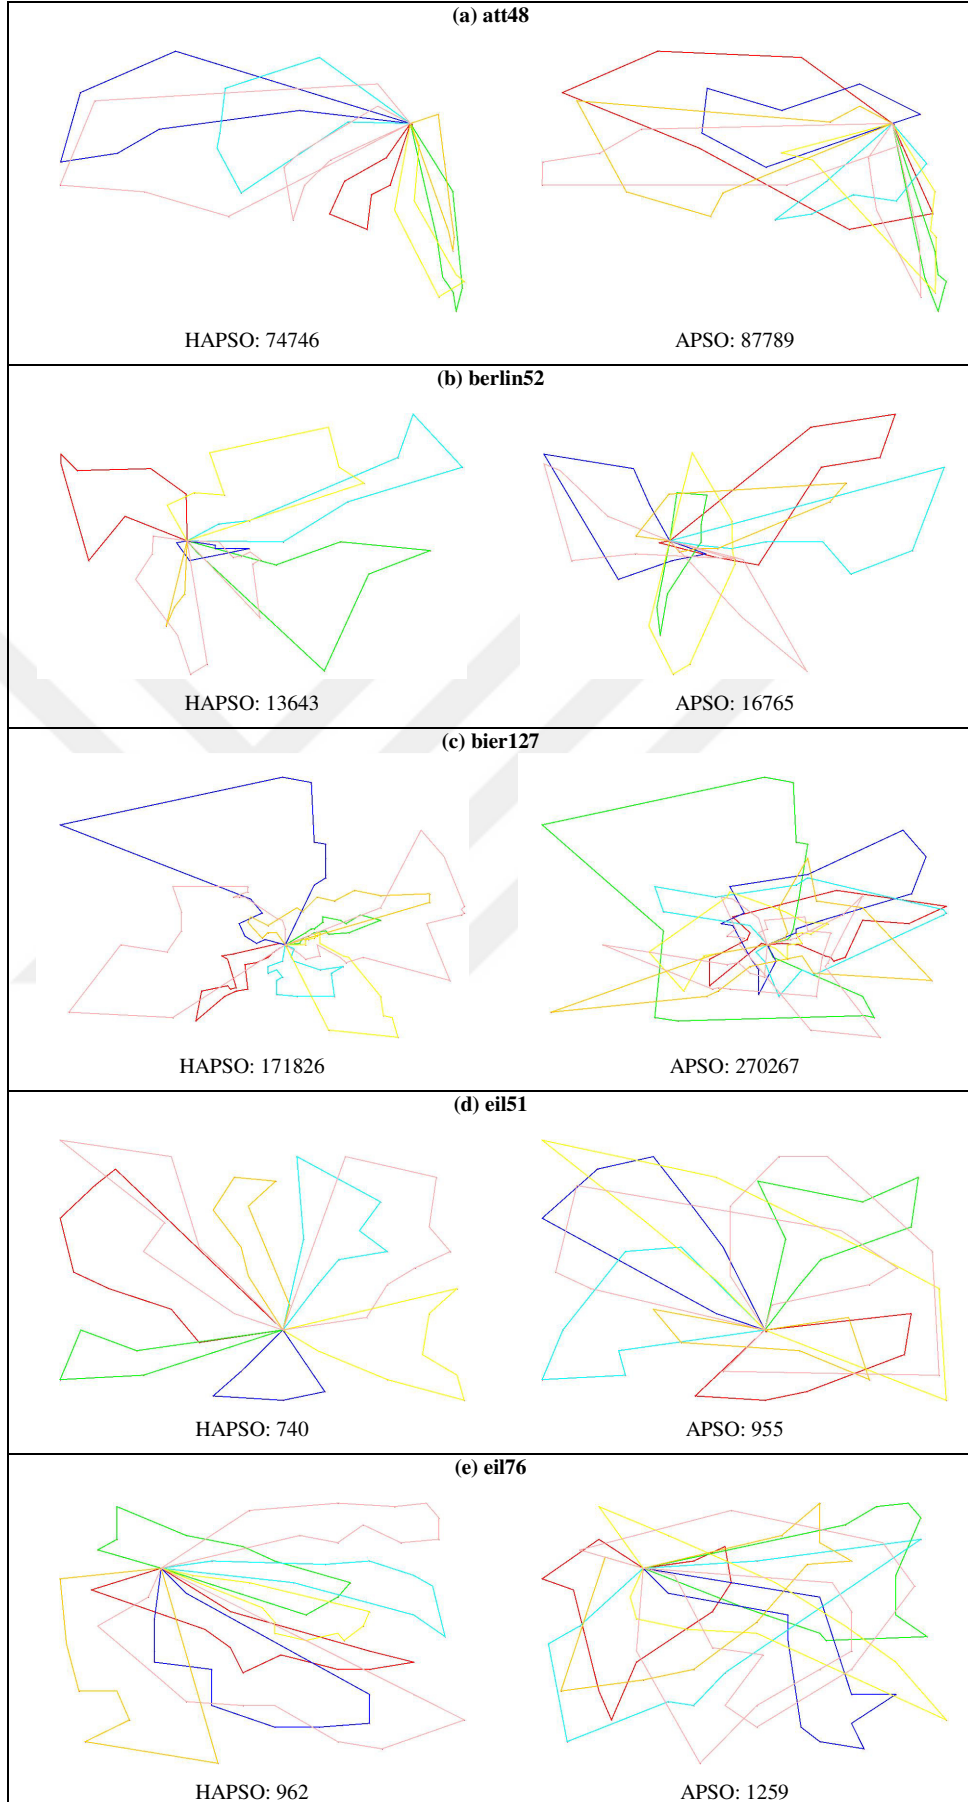 (a) att48
HAPSO: 74746
APSO: 87789
(b) berlin52
HAPSO: 13643
APSO: 16765
(c) bier127
HAPSO: 171826
APSO: 270267
(d) eil51
HAPSO: 740
APSO: 955
(e) eil76
HAPSO: 962
APSO: 1259